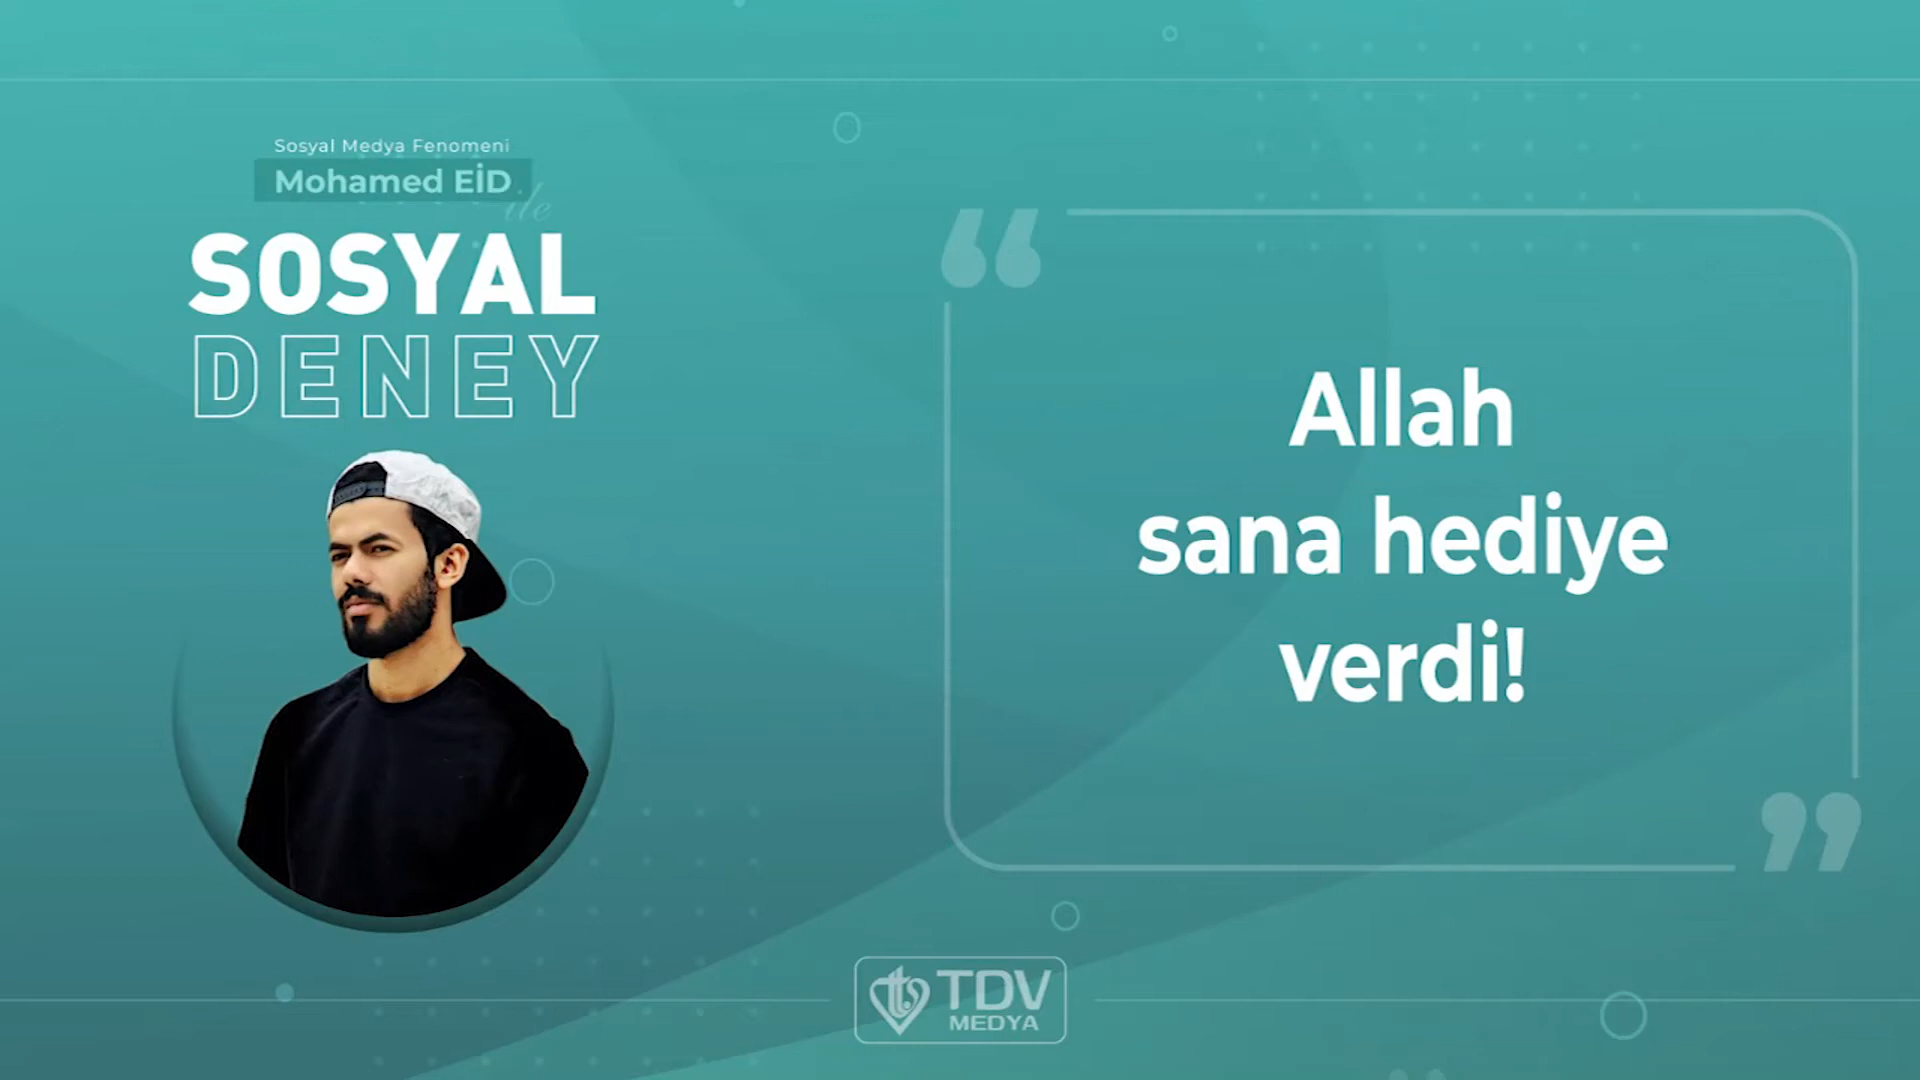 Sosyal Medya Fenomeni
Mohamed EİD
ile
SOSYAL
DENEY
“
Allah
sana hediye
verdi!
”
TDV
MEDYA